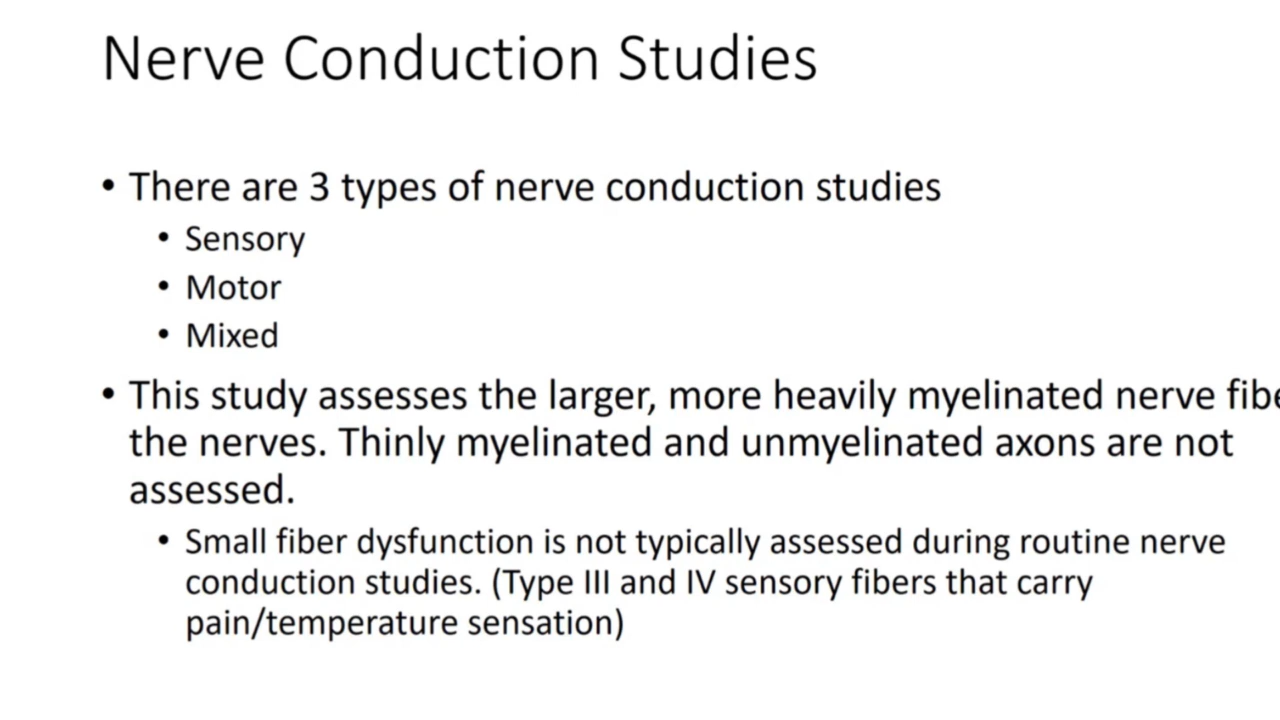 Nerve Conduction Studies
• There are 3 types of nerve conduction studies
• Sensory
• Motor
• Mixed
• This study assesses the larger, more heavily myelinated nerve
the nerves. Thinly myelinated and unmyelinated axons are not
assessed.
• Small fiber dysfunction is not typically assessed during routine nerve
conduction studies. (Type III and IV sensory fibers that carry
pain/temperature sensation)